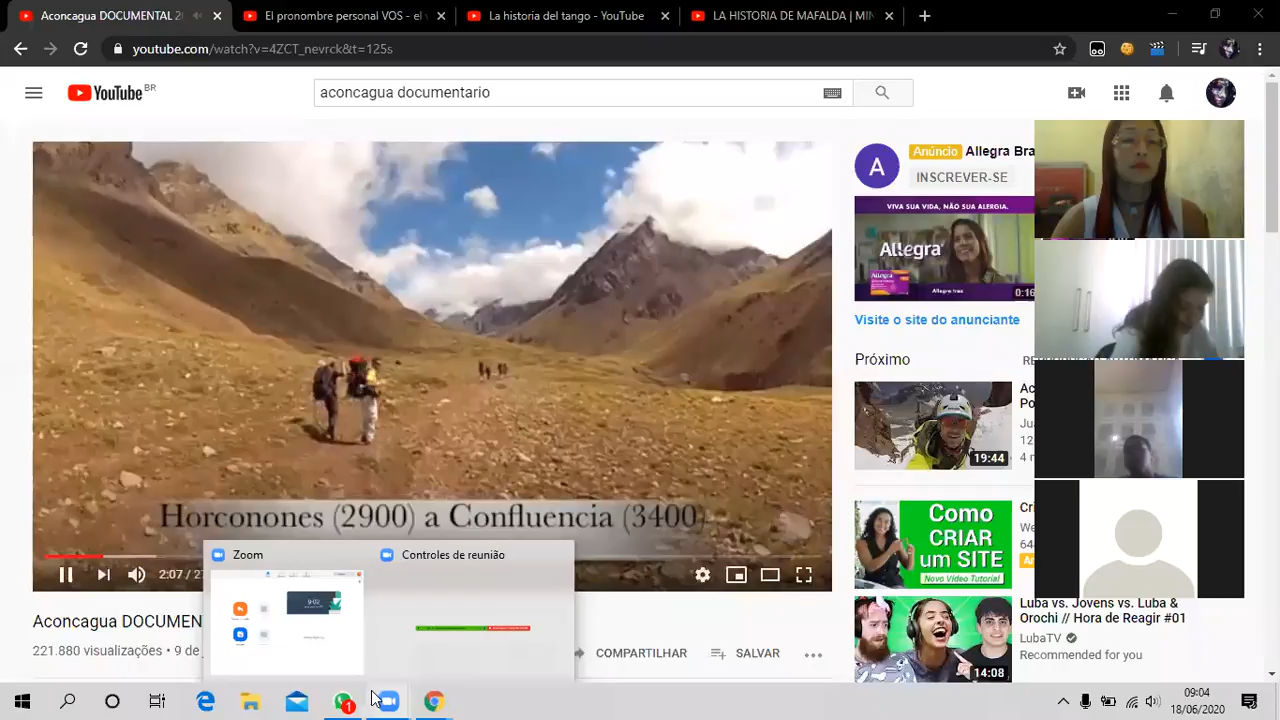 Aconcagua DOCUMENTAL 2
El pronombre personal VOS - el v
La historia del tango - YouTube
LA HISTORIA DE MAFALDA | MIN
youtube.com/watch?v=4ZCT_nevrck&t=125s
YouTube BR
aconcagua documentario
Anúncio Allegra Bra
INSCREVER-SE
VIVA SUA VIDA, NÃO SUA ALERGIA.
Allegra
Allegra traz
0:16
Visite o site do anunciante
Próximo
19:44
Como
CRIAR
um SITE
Novo Vídeo Tutorial
Luba vs. Jovens vs. Luba &
Orochi // Hora de Reagir #01
LubaTV
Recommended for you
14:08
Horconones (2900) a Confluencia (3400)
Zoom
Controles de reunião
2:07 / 2
Aconcagua DOCUMEN
221.880 visualizações • 9 de
COMPARTILHAR
SALVAR
1
09:04
18/06/2020